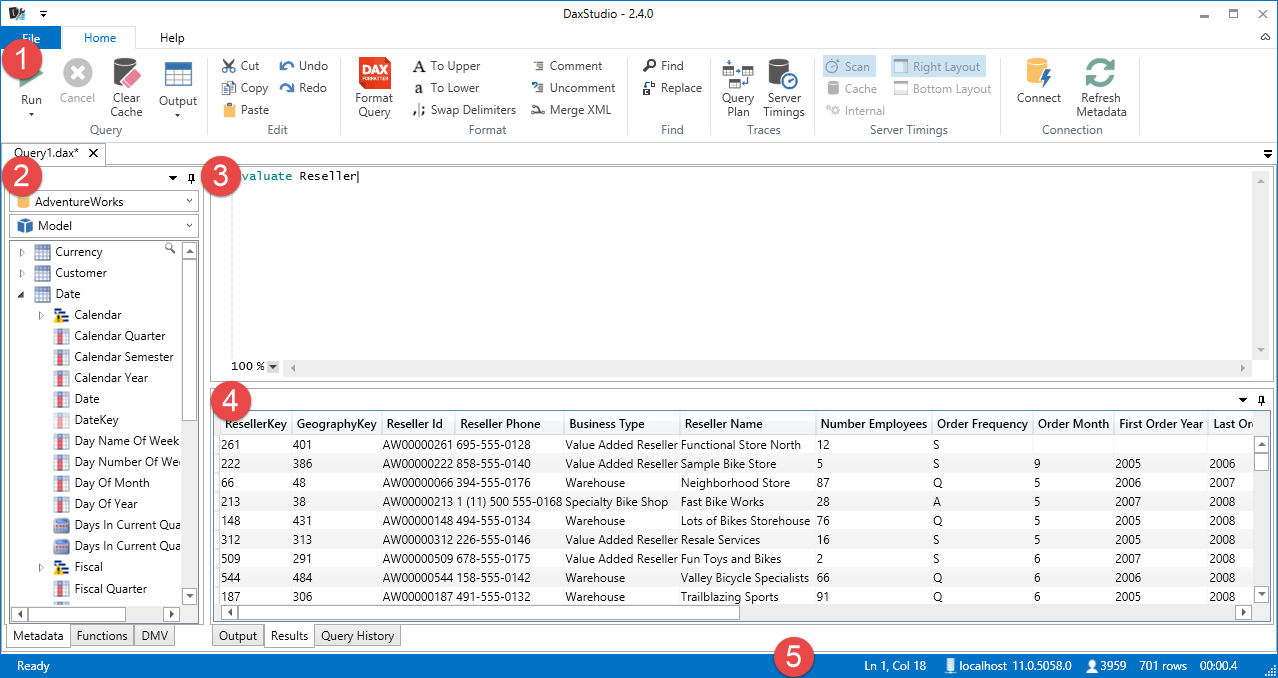 DaxStudio - 2.4.0
File Home Help
1
Run
Cancel
Clear Cache
Output
Query
Cut
Copy
Paste
Undo
Redo
Edit
DAX
FORMATTER
Format Query
To Upper
To Lower
Swap Delimiters
Comment
Uncomment
Merge XML
Format
Find
Replace
Find
Query Plan
Server Timings
Traces
Scan
Cache
Internal
Right Layout
Bottom Layout
Server Timings
Connect
Refresh Metadata
Connection
Query1.dax*
2
AdventureWorks
Model
Currency
Customer
Date
Calendar
Calendar Quarter
Calendar Semester
Calendar Year
Date
DateKey
Day Name Of Week
Day Number Of We
Day Of Month
Day Of Year
Days In Current Qua
Days In Current Qua
Fiscal
Fiscal Quarter
Metadata Functions DMV
3
valuate Reseller
100 %
4
ResellerKey GeographyKey Reseller Id Reseller Phone Business Type Reseller Name Number Employees Order Frequency Order Month First Order Year Last Or
261 401 AW00000261 695-555-0128 Value Added Reseller Functional Store North 12 S
222 386 AW00000222 858-555-0140 Value Added Reseller Sample Bike Store 5 S 9 2005 2006
66 48 AW00000066 394-555-0176 Warehouse Neighborhood Store 87 Q 5 2006 2007
213 38 AW00000213 1 (11) 500 555-0168 Specialty Bike Shop Fast Bike Works 28 A 5 2007 2008
148 431 AW00000148 494-555-0134 Warehouse Lots of Bikes Storehouse 76 Q 5 2005 2008
312 313 AW00000312 226-555-0146 Value Added Reseller Resale Services 16 S 5 2005 2008
509 291 AW00000509 678-555-0175 Value Added Reseller Fun Toys and Bikes 2 S 6 2007 2008
544 484 AW00000544 158-555-0142 Warehouse Valley Bicycle Specialists 66 Q 6 2006 2008
187 306 AW00000187 491-555-0132 Warehouse Trailblazing Sports 91 Q 6 2005 2008
Output Results Query History
5
Ready Ln 1, Col 18 localhost 11.0.5058.0 3959 701 rows 00:00.4